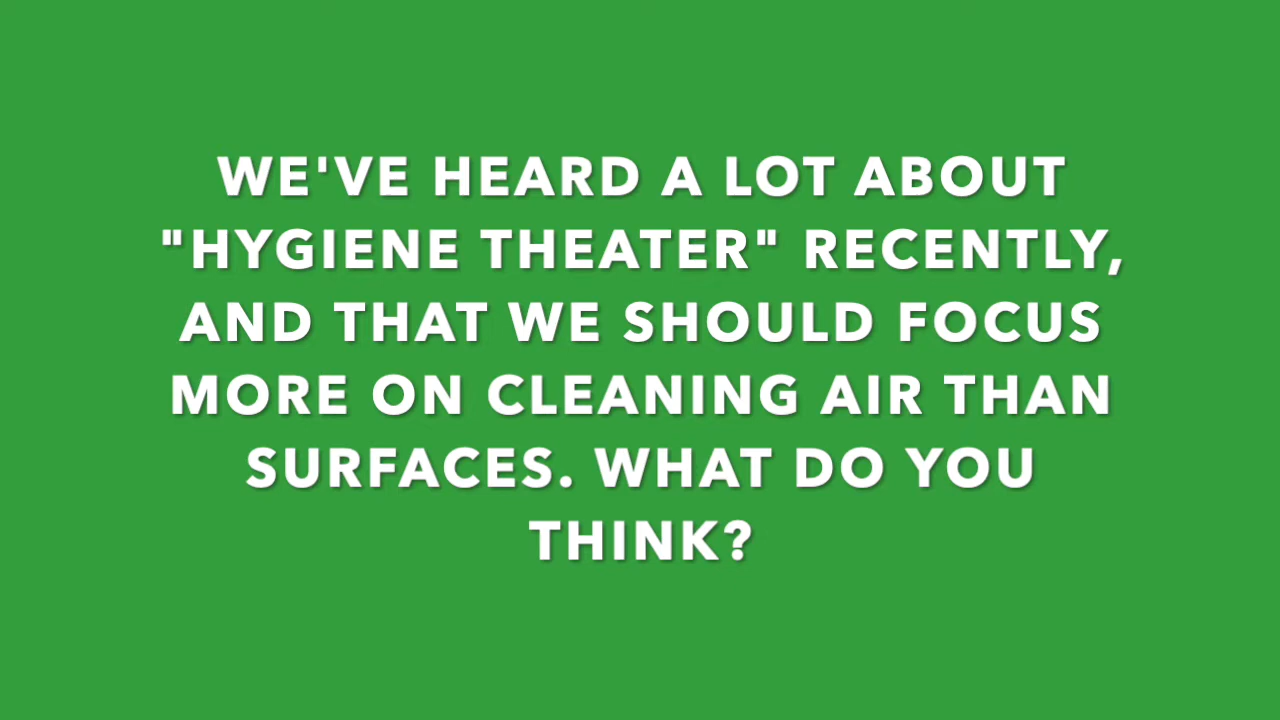 WE'VE HEARD A LOT ABOUT
"HYGIENE THEATER" RECENTLY,
AND THAT WE SHOULD FOCUS
MORE ON CLEANING AIR THAN
SURFACES. WHAT DO YOU
THINK?